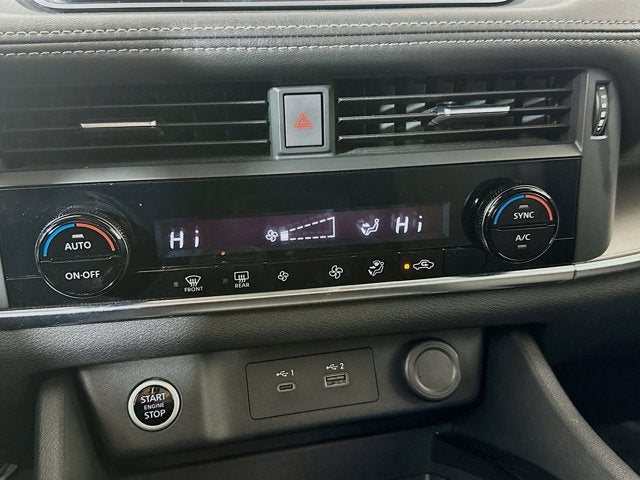 Hi
Hi
AUTO
ON·OFF
SYNC
A/C
FRONT
REAR
1
2
START
ENGINE
STOP